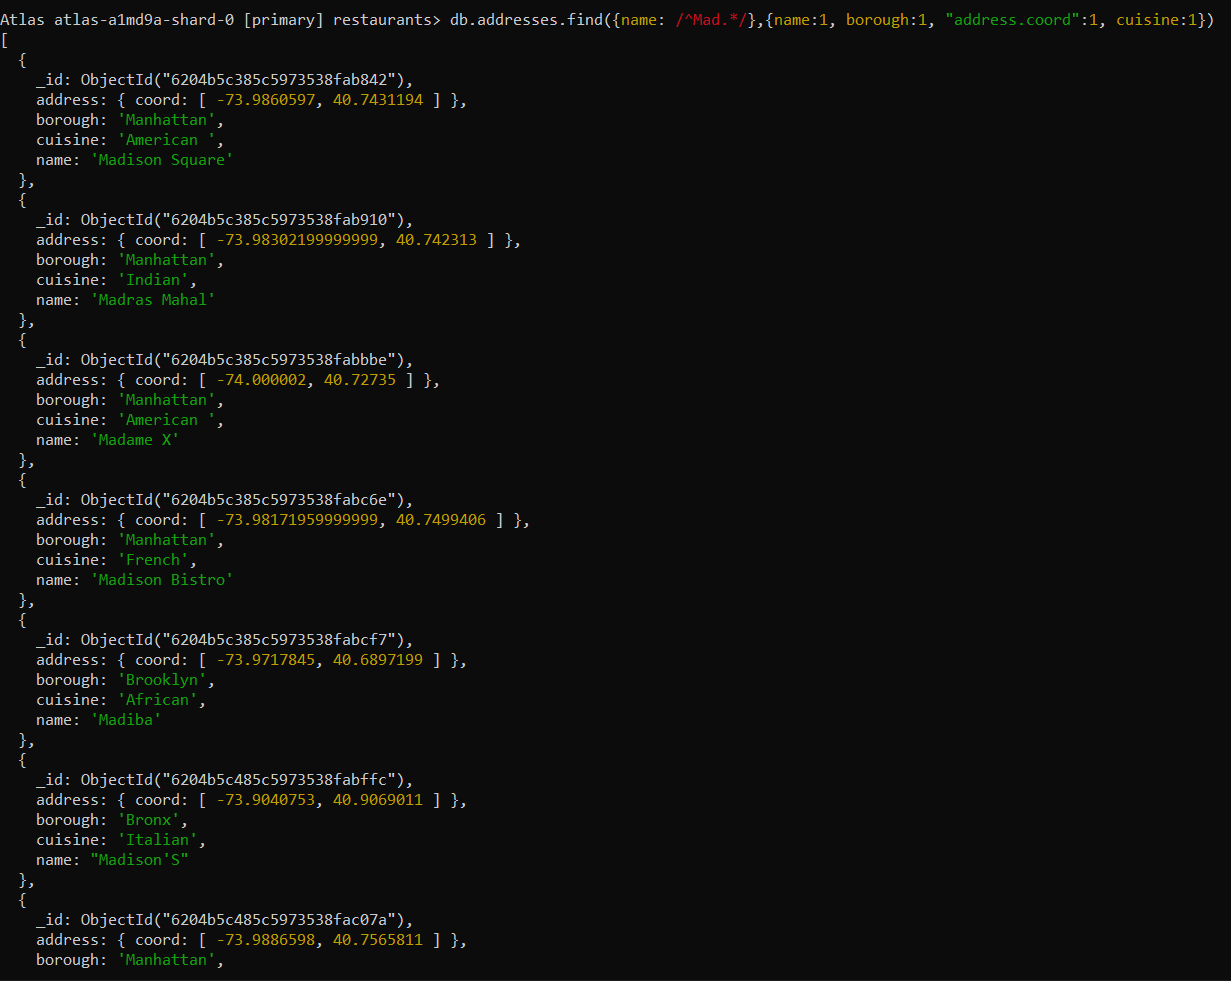 Atlas atlas-a1md9a-shard-0 [primary] restaurants> db.addresses.find({name: /^Mad.*/},{name:1, borough:1, "address.coord":1, cuisine:1})
[
  {
    _id: ObjectId("6204b5c385c5973538fab842"),
    address: { coord: [ -73.9860597, 40.7431194 ] },
    borough: 'Manhattan',
    cuisine: 'American ',
    name: 'Madison Square'
  },
  {
    _id: ObjectId("6204b5c385c5973538fab910"),
    address: { coord: [ -73.98302199999999, 40.742313 ] },
    borough: 'Manhattan',
    cuisine: 'Indian',
    name: 'Madras Mahal'
  },
  {
    _id: ObjectId("6204b5c385c5973538fabbbe"),
    address: { coord: [ -74.000002, 40.72735 ] },
    borough: 'Manhattan',
    cuisine: 'American ',
    name: 'Madame X'
  },
  {
    _id: ObjectId("6204b5c385c5973538fabc6e"),
    address: { coord: [ -73.98171959999999, 40.7499406 ] },
    borough: 'Manhattan',
    cuisine: 'French',
    name: 'Madison Bistro'
  },
  {
    _id: ObjectId("6204b5c385c5973538fabcf7"),
    address: { coord: [ -73.9717845, 40.6897199 ] },
    borough: 'Brooklyn',
    cuisine: 'African',
    name: 'Madiba'
  },
  {
    _id: ObjectId("6204b5c485c5973538fabffc"),
    address: { coord: [ -73.9040753, 40.9069011 ] },
    borough: 'Bronx',
    cuisine: 'Italian',
    name: "Madison'S"
  },
  {
    _id: ObjectId("6204b5c485c5973538fac07a"),
    address: { coord: [ -73.9886598, 40.7565811 ] },
    borough: 'Manhattan',